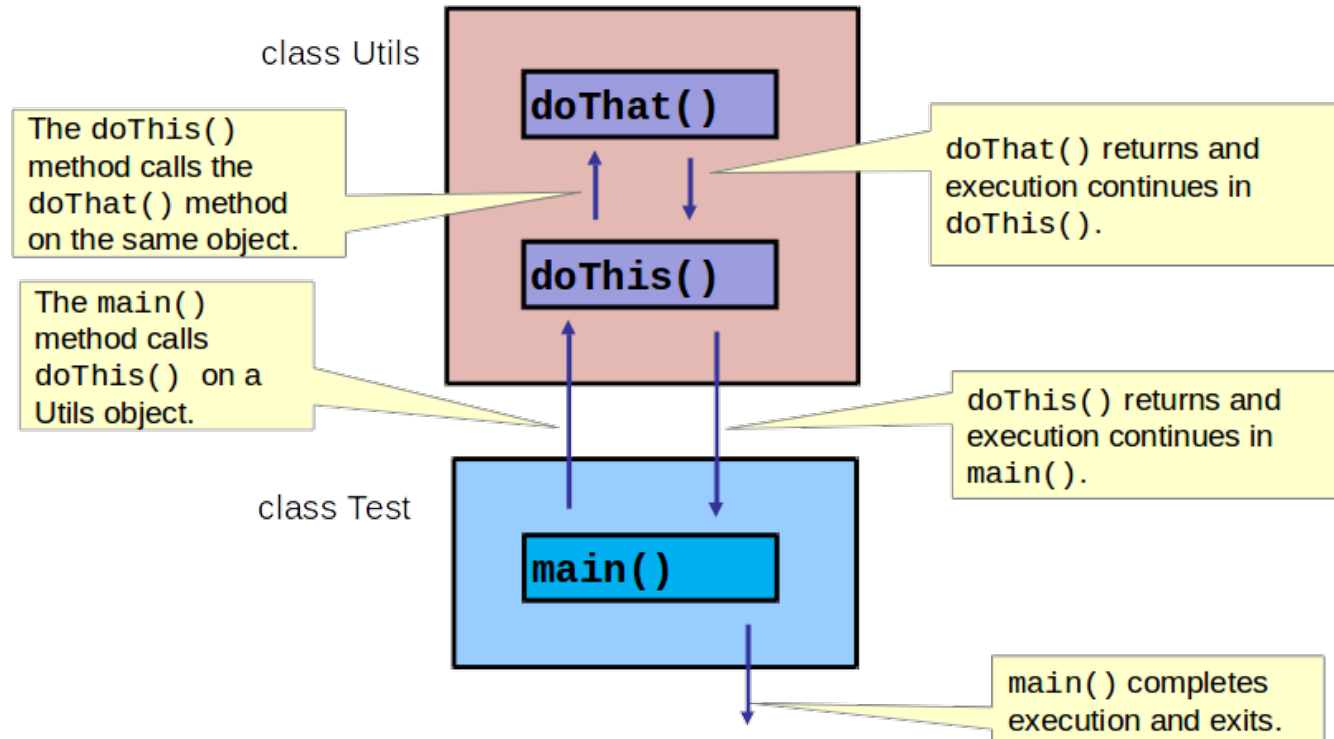 class Utils
doThat()
The doThis()
method calls the
doThat() method
on the same object.
doThat() returns and
execution continues in
doThis().
doThis()
The main()
method calls
doThis() on a
Utils object.
doThis() returns and
execution continues in
main().
class Test
main()
main() completes
execution and exits.